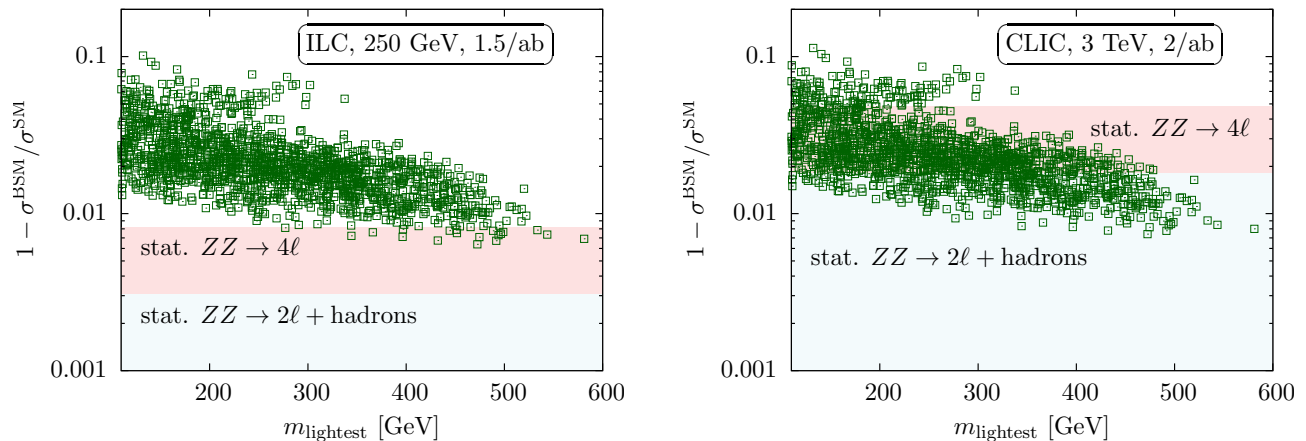 ILC, 250 GeV, 1.5/ab
1 − σ^BSM/σ^SM
0.1
0.01
0.001
stat. ZZ → 4ℓ
stat. ZZ → 2ℓ + hadrons
200 300 400 500 600
m_lightest [GeV]
CLIC, 3 TeV, 2/ab
1 − σ^BSM/σ^SM
0.1
0.01
0.001
stat. ZZ → 4ℓ
stat. ZZ → 2ℓ + hadrons
200 300 400 500 600
m_lightest [GeV]